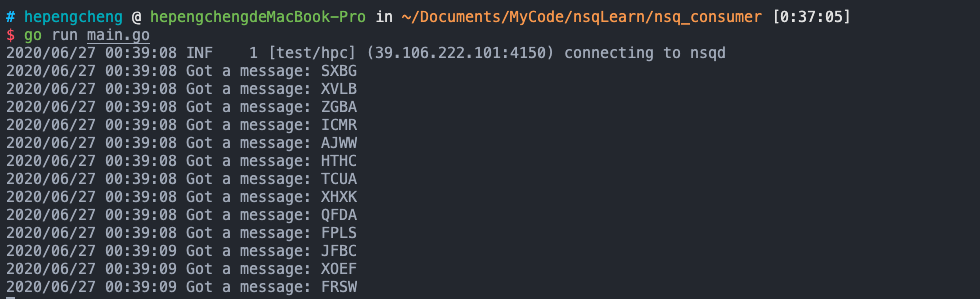 # hepengcheng @ hepengchengdeMacBook-Pro in ~/Documents/MyCode/nsqLearn/nsq_consumer [0:37:05]
$ go run main.go
2020/06/27 00:39:08 INF    1 [test/hpc] (39.106.222.101:4150) connecting to nsqd
2020/06/27 00:39:08 Got a message: SXBG
2020/06/27 00:39:08 Got a message: XVLB
2020/06/27 00:39:08 Got a message: ZGBA
2020/06/27 00:39:08 Got a message: ICMR
2020/06/27 00:39:08 Got a message: AJWW
2020/06/27 00:39:08 Got a message: HTHC
2020/06/27 00:39:08 Got a message: TCUA
2020/06/27 00:39:08 Got a message: XHXK
2020/06/27 00:39:08 Got a message: QFDA
2020/06/27 00:39:08 Got a message: FPLS
2020/06/27 00:39:09 Got a message: JFBC
2020/06/27 00:39:09 Got a message: XOEF
2020/06/27 00:39:09 Got a message: FRSW